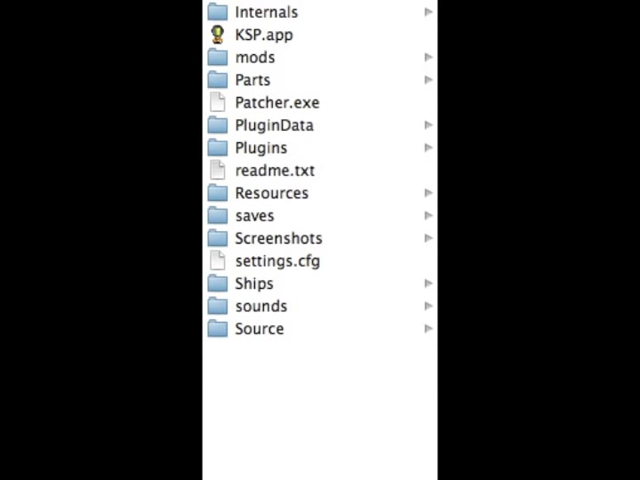 Internals
KSP.app
mods
Parts
Patcher.exe
PluginData
Plugins
readme.txt
Resources
saves
Screenshots
settings.cfg
Ships
sounds
Source